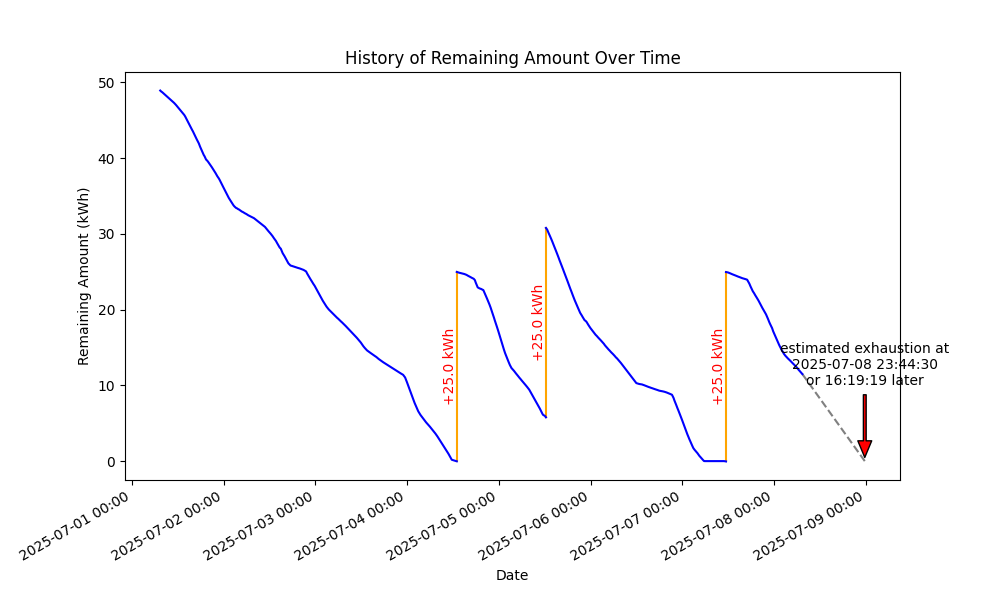 History of Remaining Amount Over Time
Remaining Amount (kWh)
50
40
30
20
10
0
+25.0 kWh
+25.0 kWh
+25.0 kWh
estimated exhaustion at
2025-07-08 23:44:30
or 16:19:19 later
2025-07-01 00:00
2025-07-02 00:00
2025-07-03 00:00
2025-07-04 00:00
2025-07-05 00:00
2025-07-06 00:00
2025-07-07 00:00
2025-07-08 00:00
2025-07-09 00:00
Date